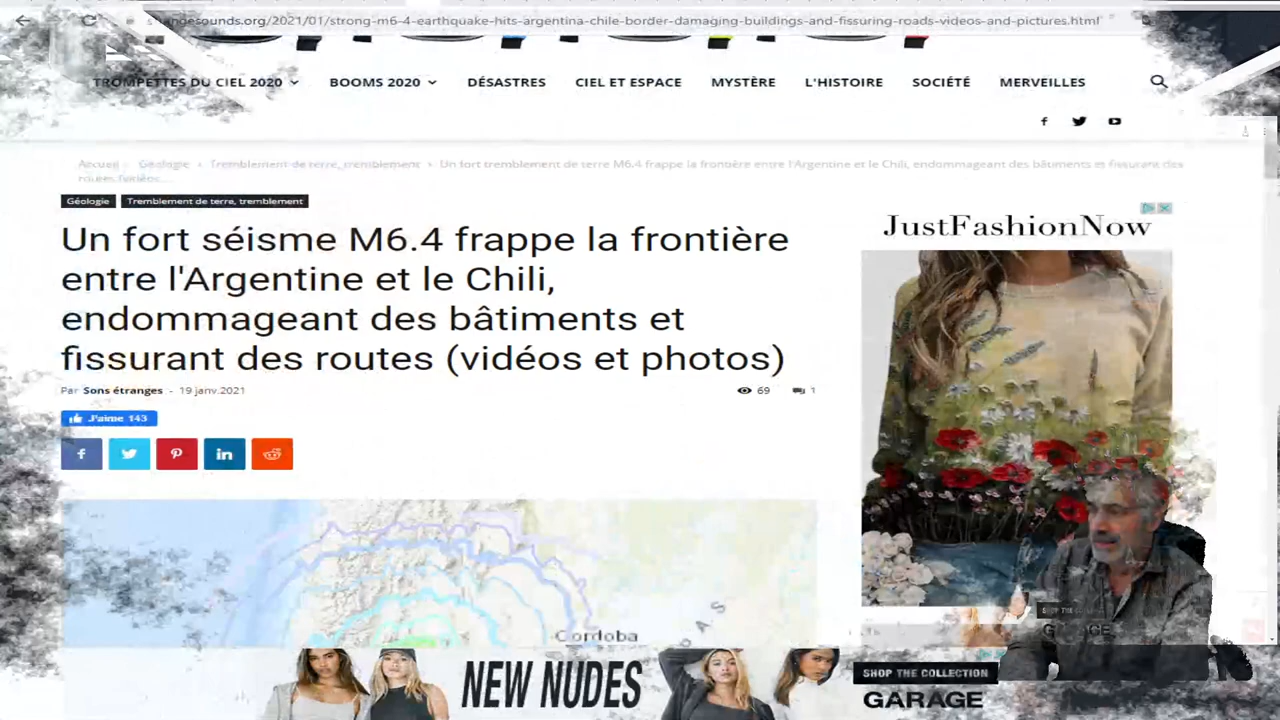 andesounds.org/2021/01/strong-m6-4-earthquake-hits-argentina-chile-border-damaging-buildings-and-fissuring-roads-videos-and-pictures.html
TROMPETTES DU CIEL 2020 BOOMS 2020 DÉSASTRES CIEL ET ESPACE MYSTÈRE L'HISTOIRE SOCIÉTÉ MERVEILLES
Accueil Géologie Tremblement de terre, tremblement Un fort tremblement de terre M6.4 frappe la frontière entre l'Argentine et le Chili, endommageant des bâtiments et fissurant des
Géologie Tremblement de terre, tremblement
Un fort séisme M6.4 frappe la frontière
entre l'Argentine et le Chili,
endommageant des bâtiments et
fissurant des routes (vidéos et photos)
Par Sons étranges - 19 janv.2021 69 1
J'aime 143
JustFashionNow
Cordoba
PAS
SHOP THE
GARAGE
NEW NUDES
SHOP THE COLLECTION
GARAGE